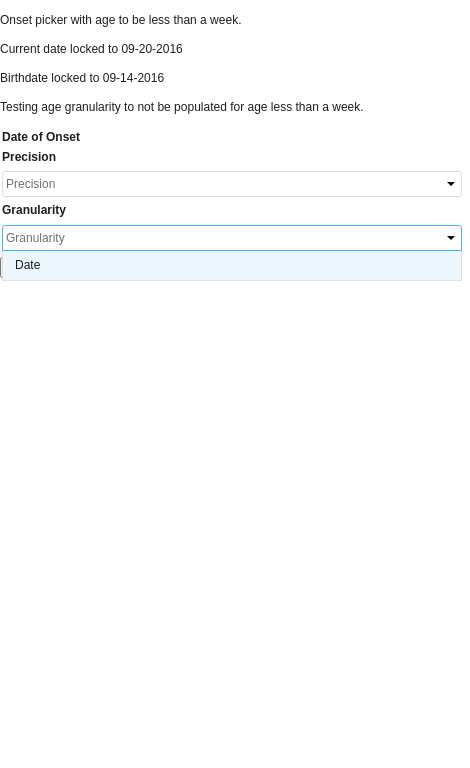 Onset picker with age to be less than a week.
Current date locked to 09-20-2016
Birthdate locked to 09-14-2016
Testing age granularity to not be populated for age less than a week.
Date of Onset
Precision
Precision
Granularity
Granularity
Date